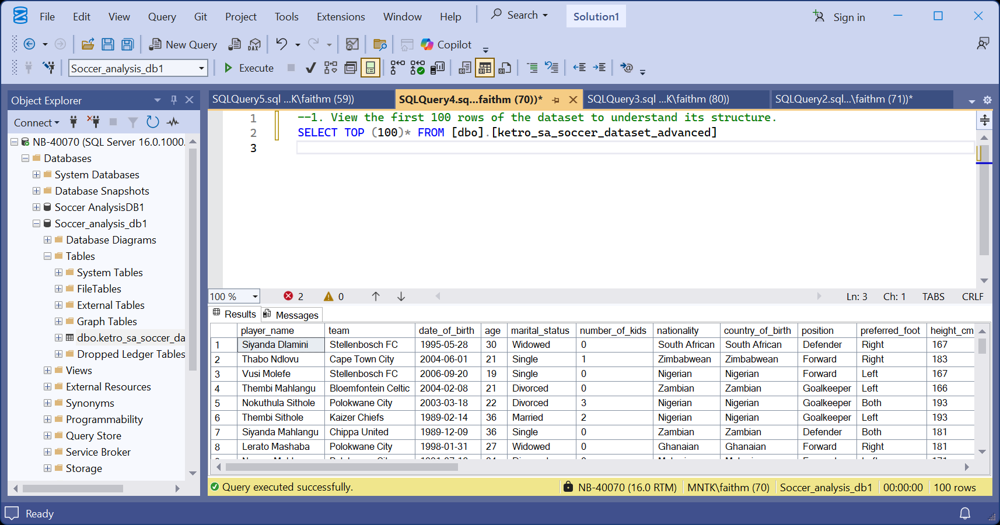 File Edit View Query Git Project Tools Extensions Window Help Search Solution1 Sign in
New Query DAX Copilot
Soccer_analysis_db1 Execute
Object Explorer
Connect
NB-40070 (SQL Server 16.0.1000.
Databases
System Databases
Database Snapshots
Soccer AnalysisDB1
Soccer_analysis_db1
Database Diagrams
Tables
System Tables
FileTables
External Tables
Graph Tables
dbo.ketro_sa_soccer_da
Dropped Ledger Tables
Views
External Resources
Synonyms
Programmability
Query Store
Service Broker
Storage
SQLQuery5.sql ...K\faithm (59)) SQLQuery4.sq...faithm (70))* SQLQuery3.sql ...K\faithm (80)) SQLQuery2.sql...\faithm (71))*
1 --1. View the first 100 rows of the dataset to understand its structure.
2 SELECT TOP (100)* FROM [dbo].[ketro_sa_soccer_dataset_advanced]
3
100 % 2 0 Ln: 3 Ch: 1 TABS CRLF
Results Messages
player_name team date_of_birth age marital_status number_of_kids nationality country_of_birth position preferred_foot height_cm
1 Siyanda Dlamini Stellenbosch FC 1995-05-28 30 Widowed 0 South African South African Defender Right 167
2 Thabo Ndlovu Cape Town City 2004-06-01 21 Single 1 Zimbabwean Zimbabwean Forward Right 183
3 Vusi Molefe Stellenbosch FC 2006-09-20 19 Single 0 Nigerian Nigerian Forward Left 167
4 Thembi Mahlangu Bloemfontein Celtic 2004-02-08 21 Divorced 0 Zambian Zambian Goalkeeper Left 166
5 Nokuthula Sithole Polokwane City 2003-03-18 22 Divorced 3 Nigerian Nigerian Goalkeeper Both 193
6 Thembi Sithole Kaizer Chiefs 1989-02-14 36 Married 2 Nigerian Nigerian Goalkeeper Left 193
7 Siyanda Mahlangu Chippa United 1989-12-09 36 Single 0 Zambian Zambian Defender Both 181
8 Lerato Mashaba Polokwane City 1998-01-31 27 Widowed 0 Ghanaian Ghanaian Forward Right 181
Query executed successfully. NB-40070 (16.0 RTM) MNTK\faithm (70) Soccer_analysis_db1 00:00:00 100 rows
Ready